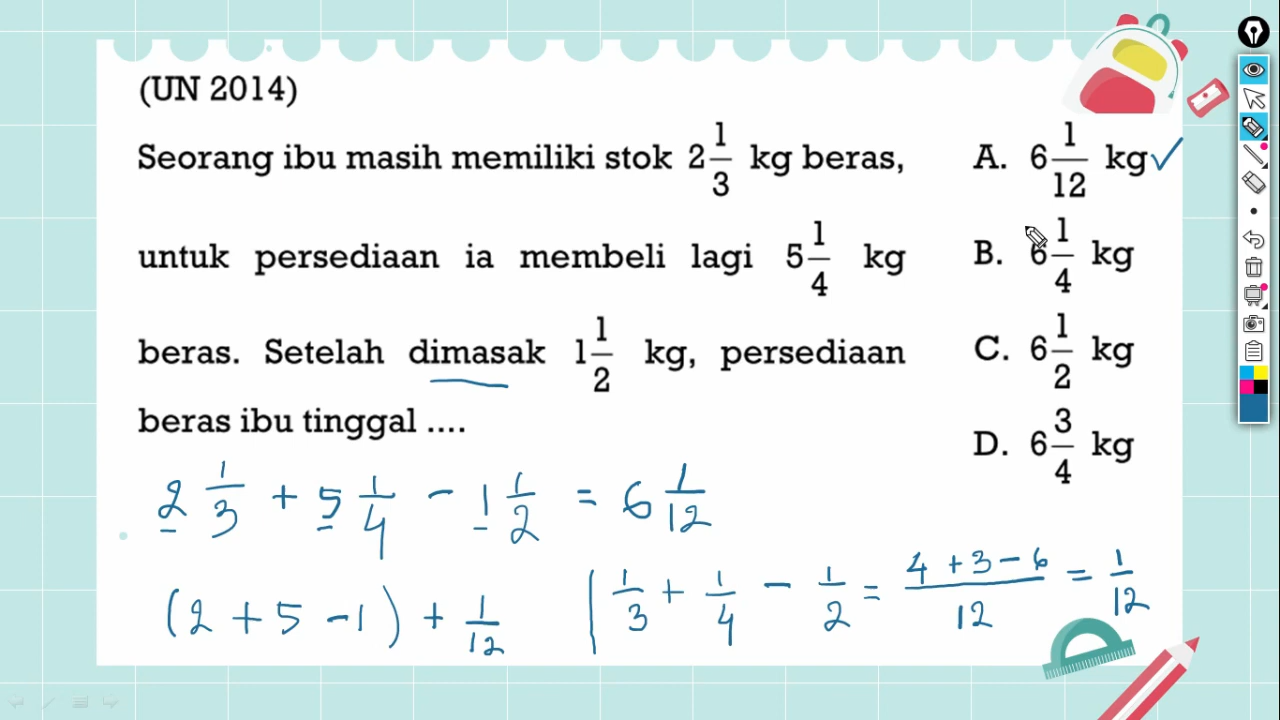 (UN 2014)
Seorang ibu masih memiliki stok 2 1/3 kg beras,
untuk persediaan ia membeli lagi 5 1/4 kg
beras. Setelah dimasak 1 1/2 kg, persediaan
beras ibu tinggal ....
A. 6 1/12 kg ✓
B. 6 1/4 kg
C. 6 1/2 kg
D. 6 3/4 kg
2 1/3 + 5 1/4 - 1 1/2 = 6 1/12
(2 + 5 - 1) + 1/12
1/3 + 1/4 - 1/2 = (4 + 3 - 6)/12 = 1/12